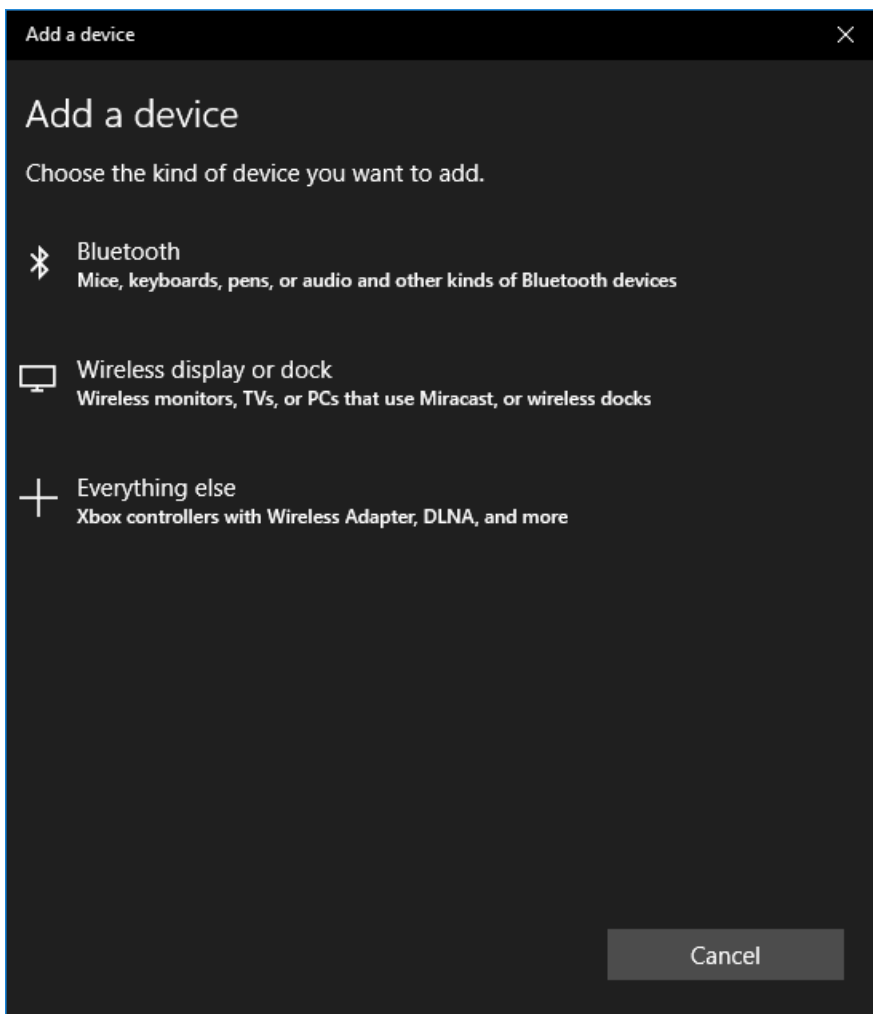 Add a device
Add a device
Choose the kind of device you want to add.
Bluetooth
Mice, keyboards, pens, or audio and other kinds of Bluetooth devices
Wireless display or dock
Wireless monitors, TVs, or PCs that use Miracast, or wireless docks
Everything else
Xbox controllers with Wireless Adapter, DLNA, and more
Cancel